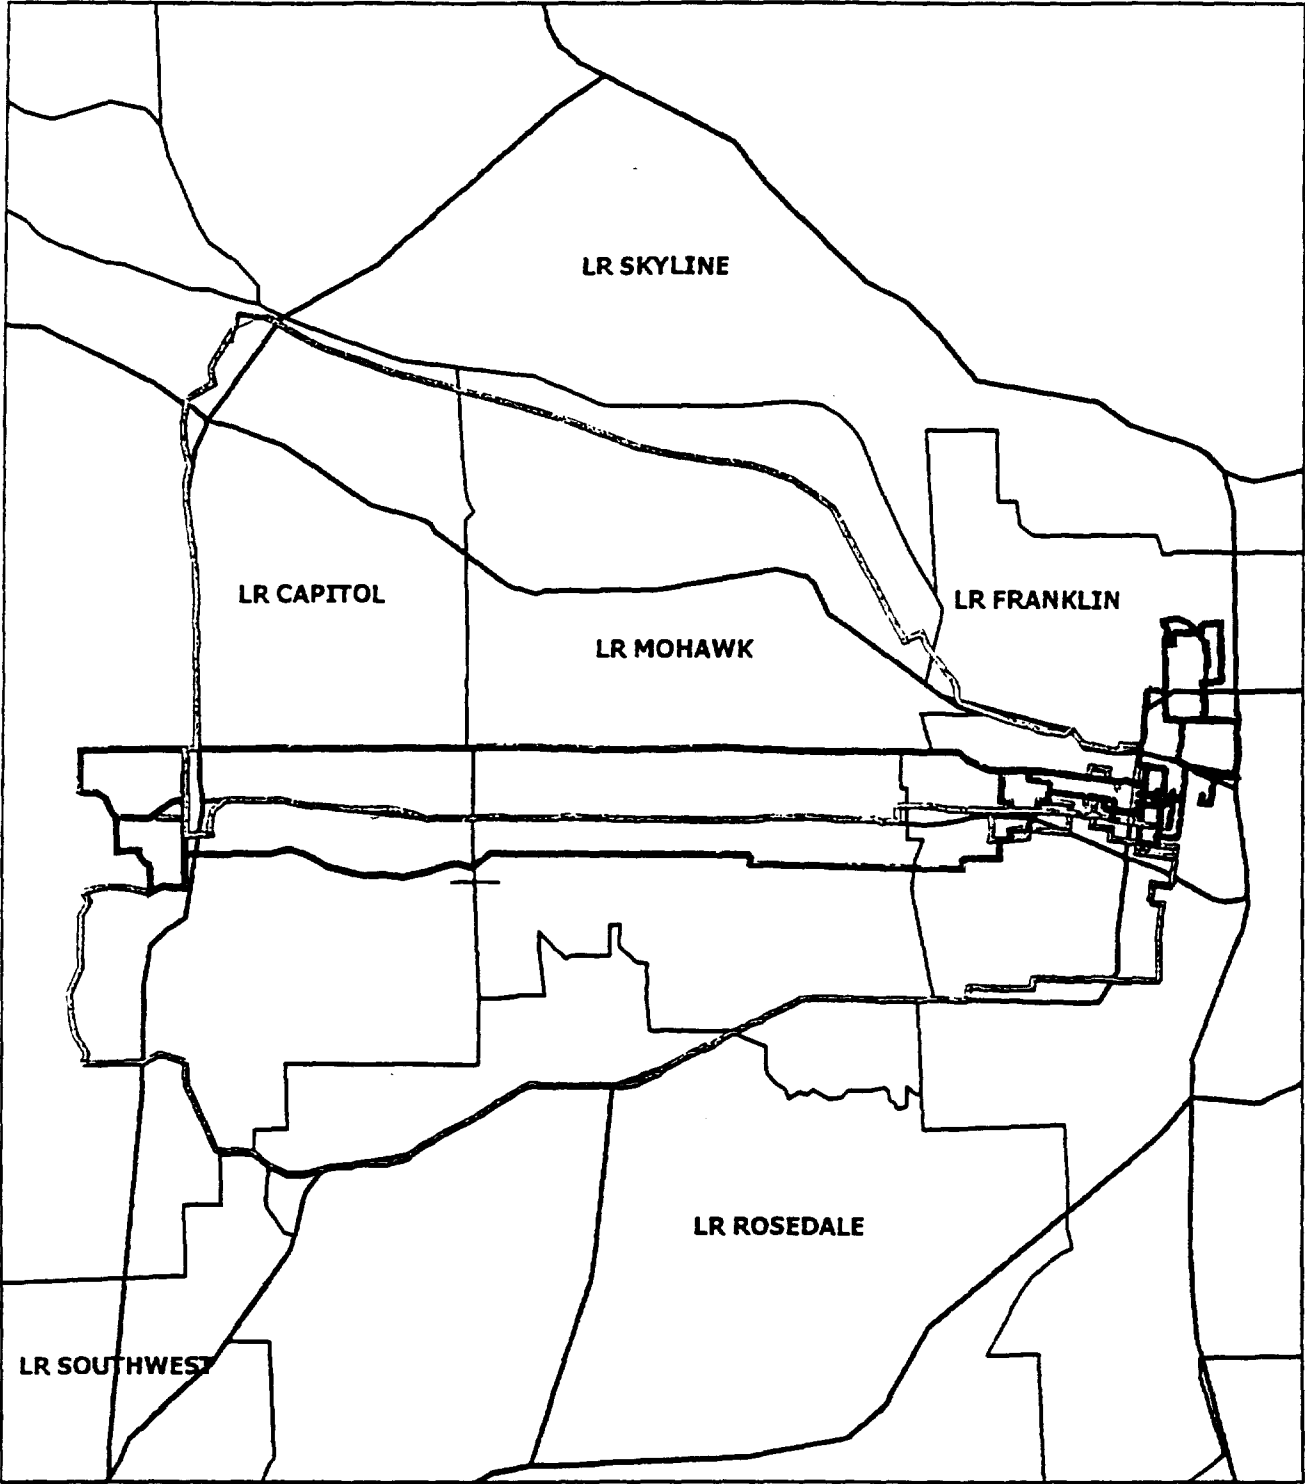 LR SKYLINE
LR CAPITOL
LR FRANKLIN
LR MOHAWK
LR ROSEDALE
LR SOUTHWEST